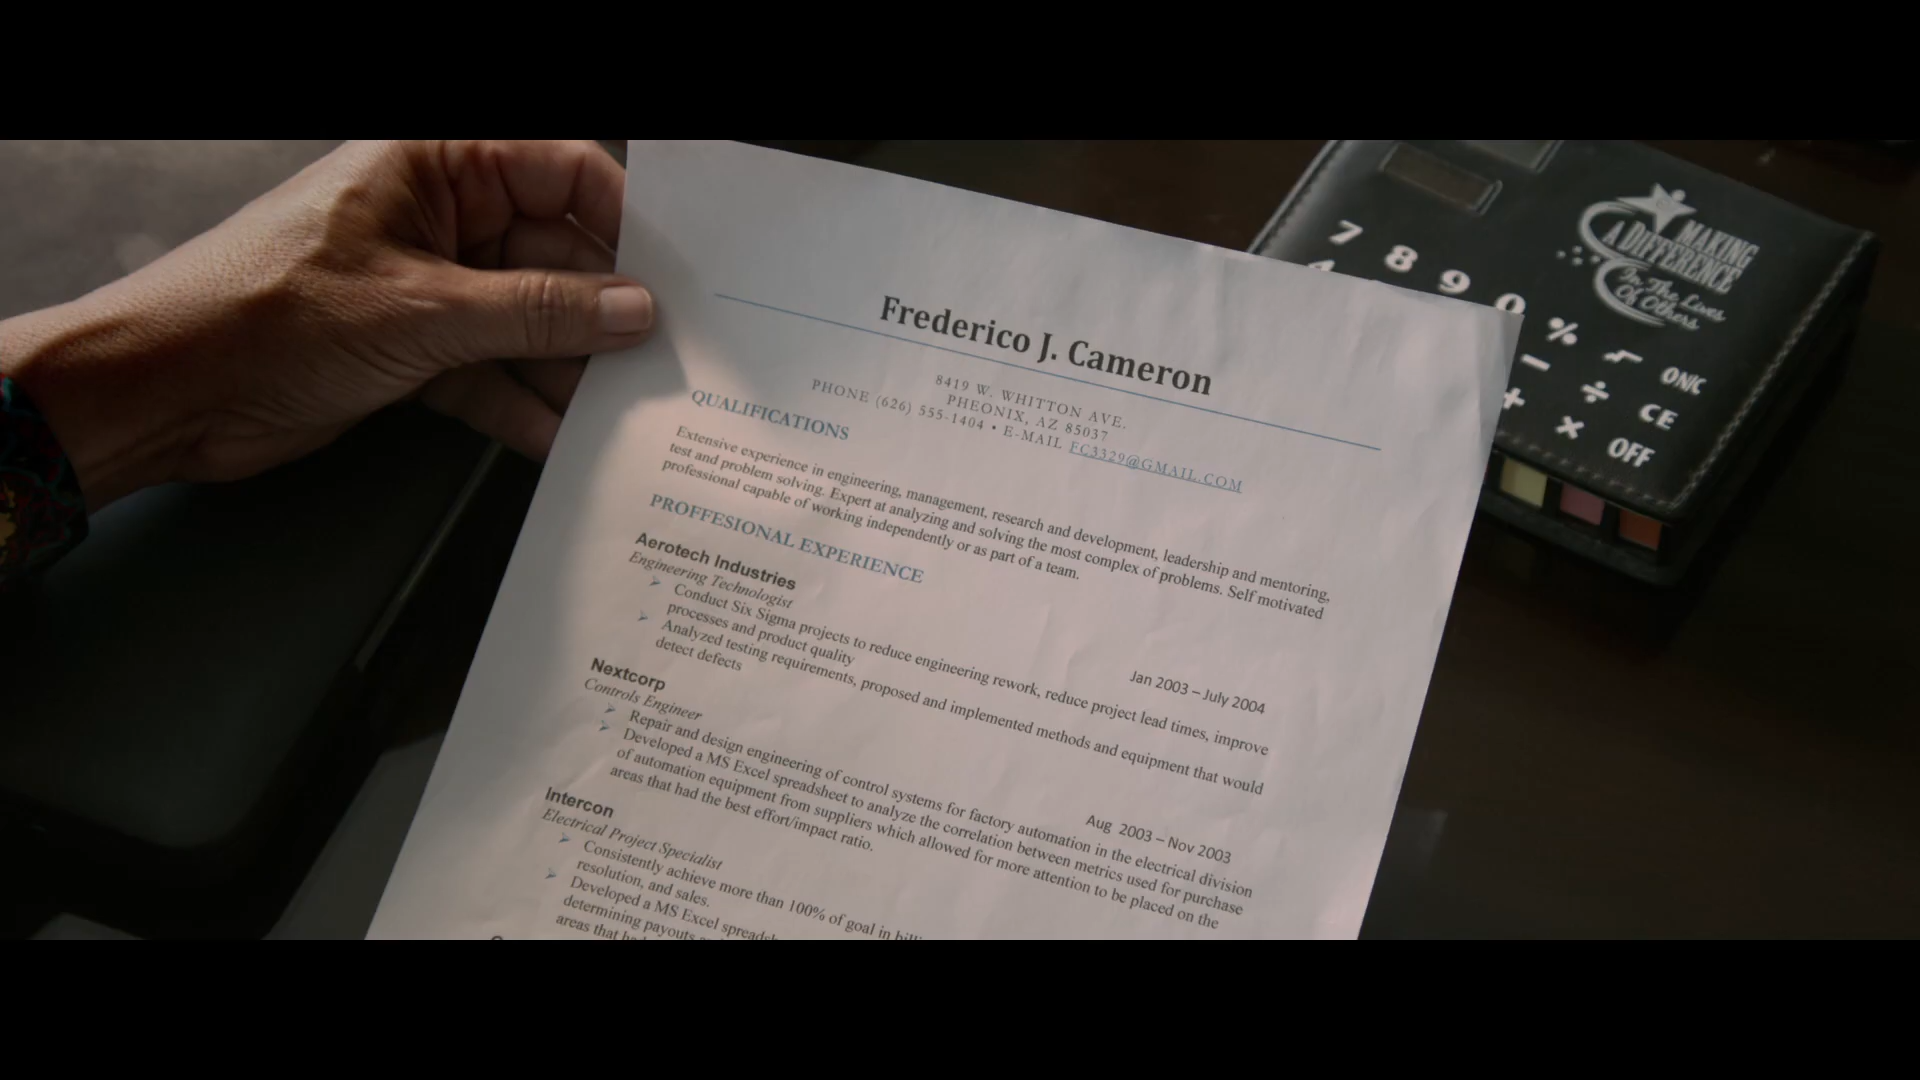 Frederico J. Cameron
8419 W. WHITTON AVE.
PHEONIX, AZ 85037
PHONE (626) 555-1404 • E-MAIL FC3329@GMAIL.COM
QUALIFICATIONS
Extensive experience in engineering, management, research and development, leadership and mentoring,
test and problem solving. Expert at analyzing and solving the most complex of problems. Self motivated
professional capable of working independently or as part of a team.
PROFFESIONAL EXPERIENCE
Aerotech Industries
Engineering Technologist
Jan 2003 – July 2004
Conduct Six Sigma projects to reduce engineering rework, reduce project lead times, improve
processes and product quality
Analyzed testing requirements, proposed and implemented methods and equipment that would
detect defects
Nextcorp
Controls Engineer
Aug 2003 – Nov 2003
Repair and design engineering of control systems for factory automation in the electrical division
Developed a MS Excel spreadsheet to analyze the correlation between metrics used for purchase
of automation equipment from suppliers which allowed for more attention to be placed on the
areas that had the best effort/impact ratio.
Intercon
Electrical Project Specialist
Consistently achieve more than 100% of goal in
resolution, and sales.
Developed a MS Excel
determining payouts
areas that
MAKING
A DIFFERENCE
In The Lives
Of Others
7 8 9 0 % √ ON/C
− ÷ CE
+ × OFF